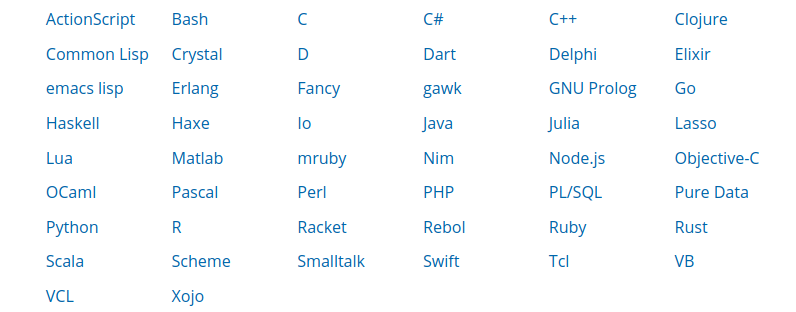 ActionScript Bash C C# C++ Clojure
Common Lisp Crystal D Dart Delphi Elixir
emacs lisp Erlang Fancy gawk GNU Prolog Go
Haskell Haxe Io Java Julia Lasso
Lua Matlab mruby Nim Node.js Objective-C
OCaml Pascal Perl PHP PL/SQL Pure Data
Python R Racket Rebol Ruby Rust
Scala Scheme Smalltalk Swift Tcl VB
VCL Xojo